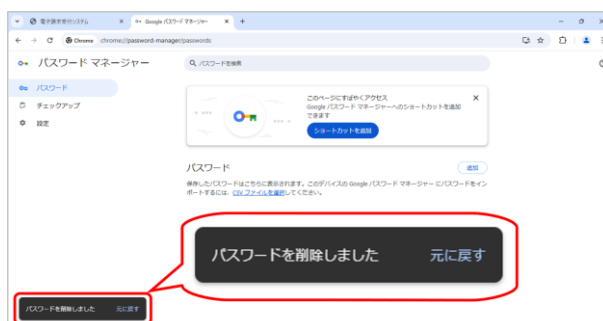 電子請求受付システム
Google パスワード マネージャー
Chrome
chrome://password-manager/passwords
パスワード マネージャー
パスワードを検索
パスワード
チェックアップ
設定
このページにすばやくアクセス
Google パスワード マネージャーへのショートカットを追加
できます
ショートカットを追加
パスワード
追加
保存したパスワードはこちらに表示されます。このデバイスの Google パスワード マネージャー にパスワードをイン
ポートするには、CSV ファイルを選択してください。
パスワードを削除しました 元に戻す
パスワードを削除しました 元に戻す